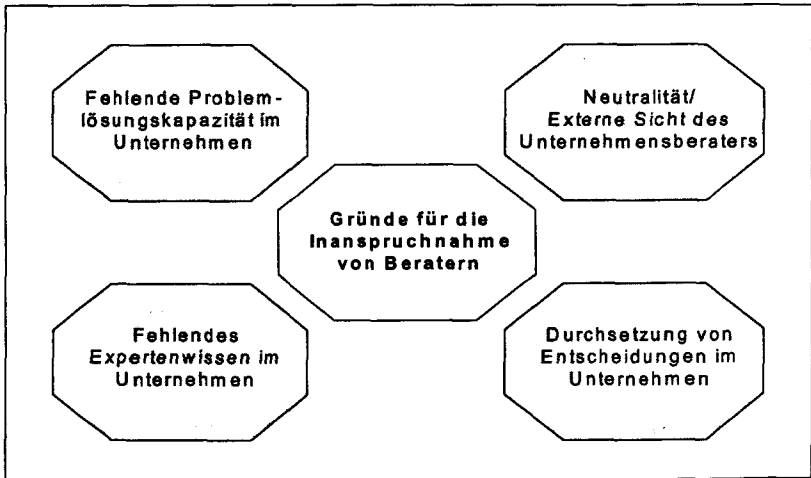 Fehlende Problem-
lösungskapazität im
Unternehmen
Neutralität/
Externe Sicht des
Unternehmensberaters
Gründe für die
Inanspruchnahme
von Beratern
Fehlendes
Expertenwissen im
Unternehmen
Durchsetzung von
Entscheidungen im
Unternehmen